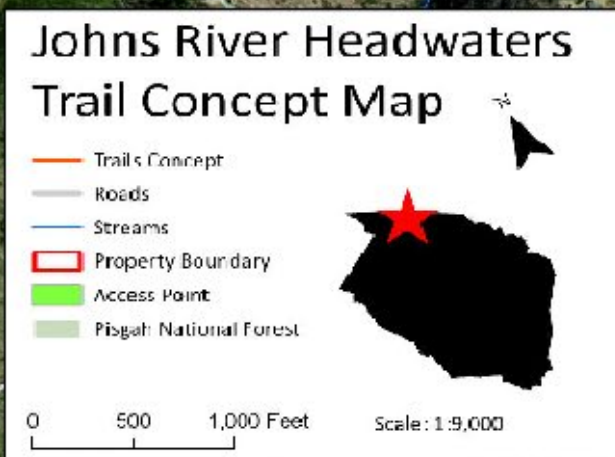 Johns River Headwaters
Trail Concept Map
Trails Concept
Roads
Streams
Property Boundary
Access Point
Pisgah National Forest
0 500 1,000 Feet
Scale: 1:9,000